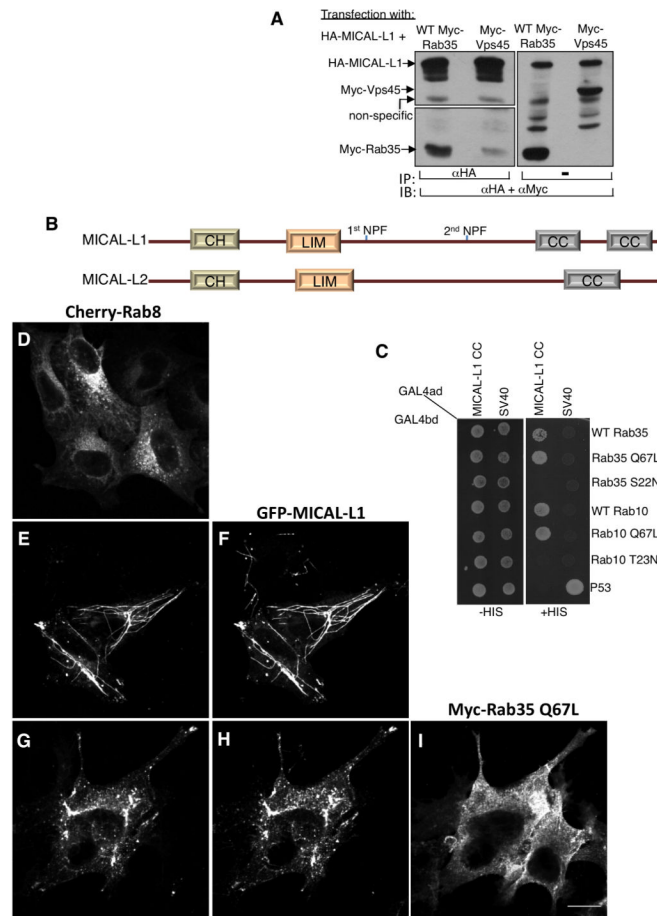 A
Transfection with:
HA-MICAL-L1 +
WT Myc-Rab35
Myc-Vps45
WT Myc-Rab35
Myc-Vps45
HA-MICAL-L1
Myc-Vps45
non-specific
Myc-Rab35
IP:
αHA
-
IB:
αHA + αMyc
B
1st NPF
2nd NPF
MICAL-L1
CH
LIM
CC
CC
MICAL-L2
CH
LIM
CC
Cherry-Rab8
D
C
MICAL-L1 CC
SV40
MICAL-L1 CC
SV40
GAL4ad
GAL4bd
WT Rab35
Rab35 Q67L
Rab35 S22N
WT Rab10
Rab10 Q67L
Rab10 T23N
P53
-HIS
+HIS
GFP-MICAL-L1
E
F
Myc-Rab35 Q67L
G
H
I